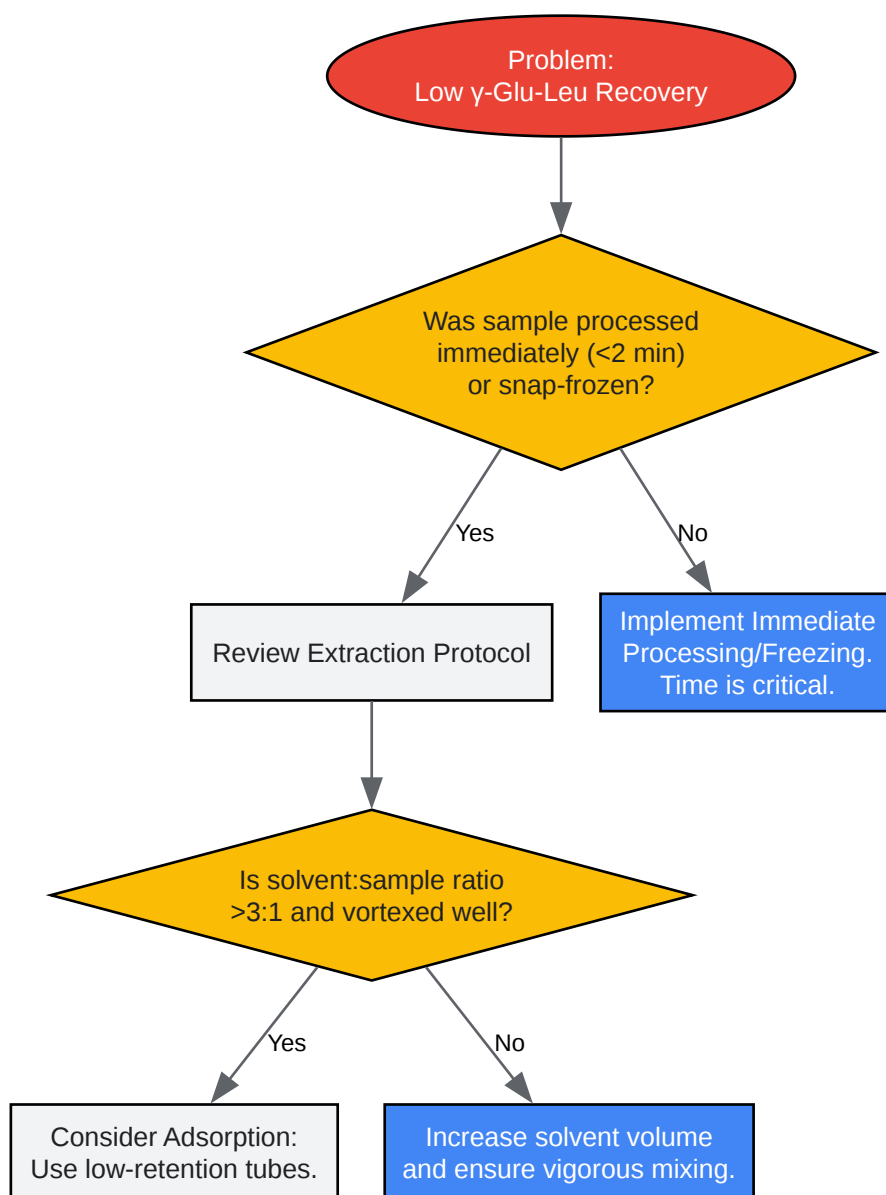 Problem:
Low γ-Glu-Leu Recovery
Was sample processed
immediately (<2 min)
or snap-frozen?
Yes
No
Review Extraction Protocol
Implement Immediate
Processing/Freezing.
Time is critical.
Is solvent:sample ratio
>3:1 and vortexed well?
Yes
No
Consider Adsorption:
Use low-retention tubes.
Increase solvent volume
and ensure vigorous mixing.